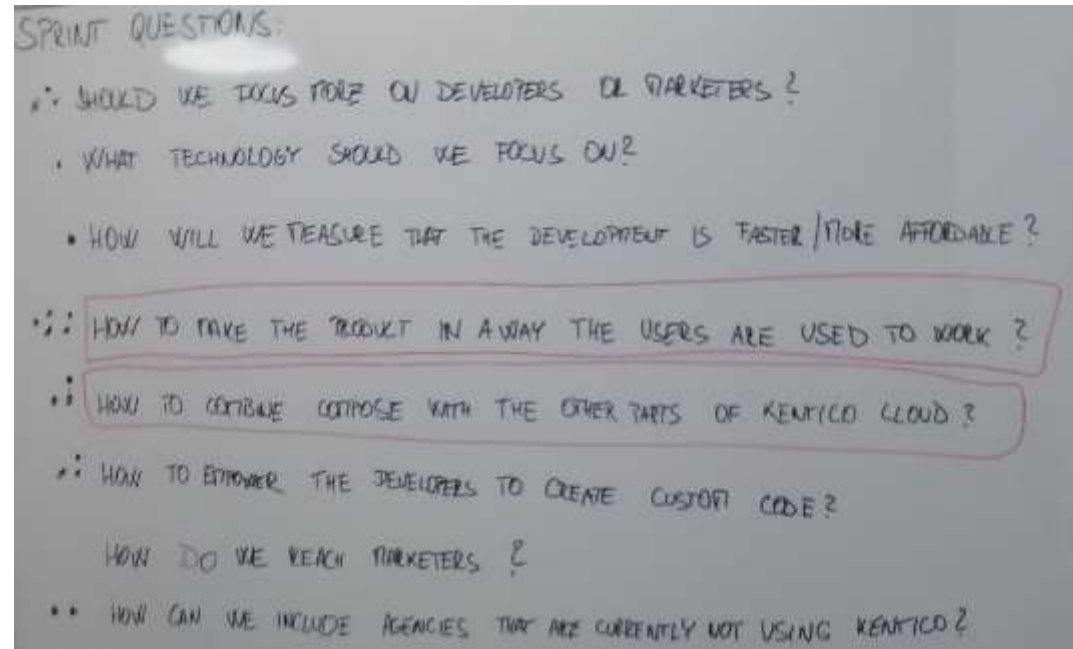 SPRINT QUESTIONS:
SHOULD WE FOCUS MORE ON DEVELOPERS OR MARKETERS?
WHAT TECHNOLOGY SHOULD WE FOCUS ON?
HOW WILL WE MEASURE THAT THE DEVELOPMENT IS FASTER/MORE AFFORDABLE?
HOW TO MAKE THE PRODUCT IN A WAY THE USERS ARE USED TO WORK?
HOW TO COMBINE COMPOSE WITH THE OTHER PARTS OF KENTICO CLOUD?
HOW TO EMPOWER THE DEVELOPERS TO CREATE CUSTOM CODE?
HOW DO WE REACH MARKETERS?
HOW CAN WE INCLUDE AGENCIES THAT ARE CURRENTLY NOT USING KENTICO?